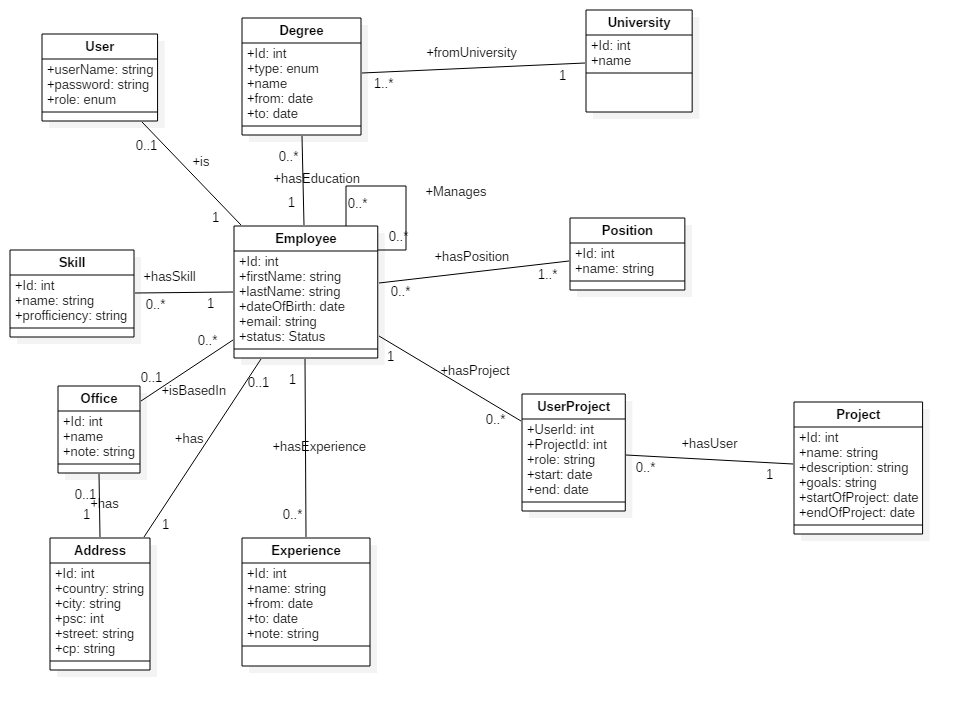 User
+userName: string
+password: string
+role: enum
Degree
+Id: int
+type: enum
+name
+from: date
+to: date
University
+Id: int
+name
+fromUniversity
1..*
1
0..1
+is
1
0..*
+hasEducation
1
+Manages
0..*
0..*
Employee
+Id: int
+firstName: string
+lastName: string
+dateOfBirth: date
+email: string
+status: Status
Position
+Id: int
+name: string
+hasPosition
0..*
1..*
Skill
+Id: int
+name: string
+profficiency: string
+hasSkill
0..*
1
0..*
0..1
+isBasedIn
Office
+Id: int
+name
+note: string
0..1
+has
1
0..1
+has
1
1
+hasExperience
0..*
1
+hasProject
0..*
UserProject
+UserId: int
+ProjectId: int
+role: string
+start: date
+end: date
+hasUser
0..*
1
Project
+Id: int
+name: string
+description: string
+goals: string
+startOfProject: date
+endOfProject: date
Address
+Id: int
+country: string
+city: string
+psc: int
+street: string
+cp: string
Experience
+Id: int
+name: string
+from: date
+to: date
+note: string